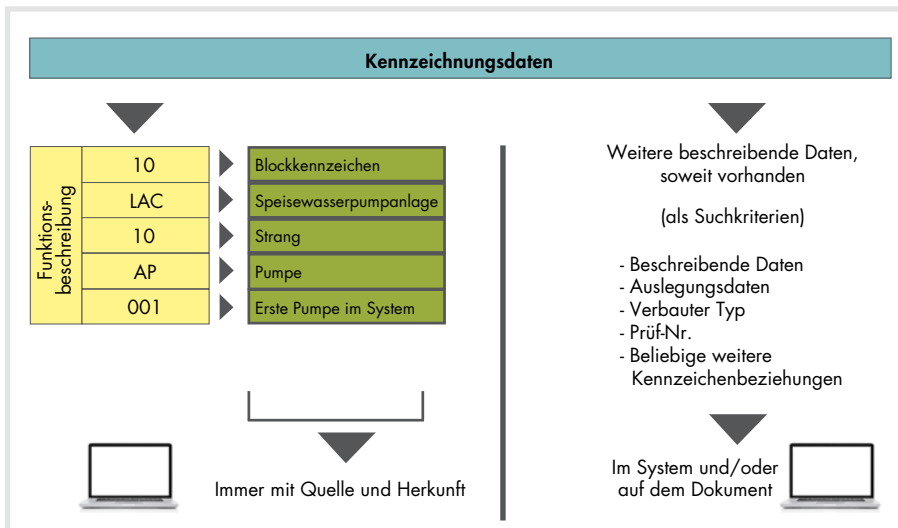 Kennzeichnungsdaten
Funktions-
beschreibung
10
Blockkennzeichen
LAC
Speisewasserpumpanlage
10
Strang
AP
Pumpe
001
Erste Pumpe im System
Immer mit Quelle und Herkunft
Weitere beschreibende Daten,
soweit vorhanden
(als Suchkriterien)
- Beschreibende Daten
- Auslegungsdaten
- Verbauter Typ
- Prüf-Nr.
- Beliebige weitere
Kennzeichenbeziehungen
Im System und/oder
auf dem Dokument